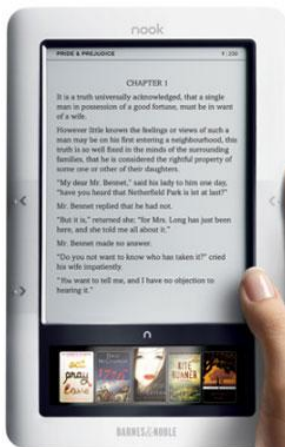 nook
PRIDE & PREJUDICE
CHAPTER 1
It is a truth universally acknowledged, that a single
man in possession of a good fortune, must be in want
of a wife.
However little known the feelings or views of such a
man may be on his first entering a neighbourhood, this
truth is so well fixed in the minds of the surrounding
families, that he is considered the rightful property of
some one or other of their daughters.
"My dear Mr. Bennet," said his lady to him one day,
"have you heard that Netherfield Park is let at last?"
Mr. Bennet replied that he had not.
"But it is," returned she; "for Mrs. Long has just been
here, and she told me all about it."
Mr. Bennet made no answer.
"Do you not want to know who has taken it?" cried
his wife impatiently.
"You want to tell me, and I have no objection to
hearing it."
eat
pray
love
1776
KITE
RUNNER
BARNES & NOBLE